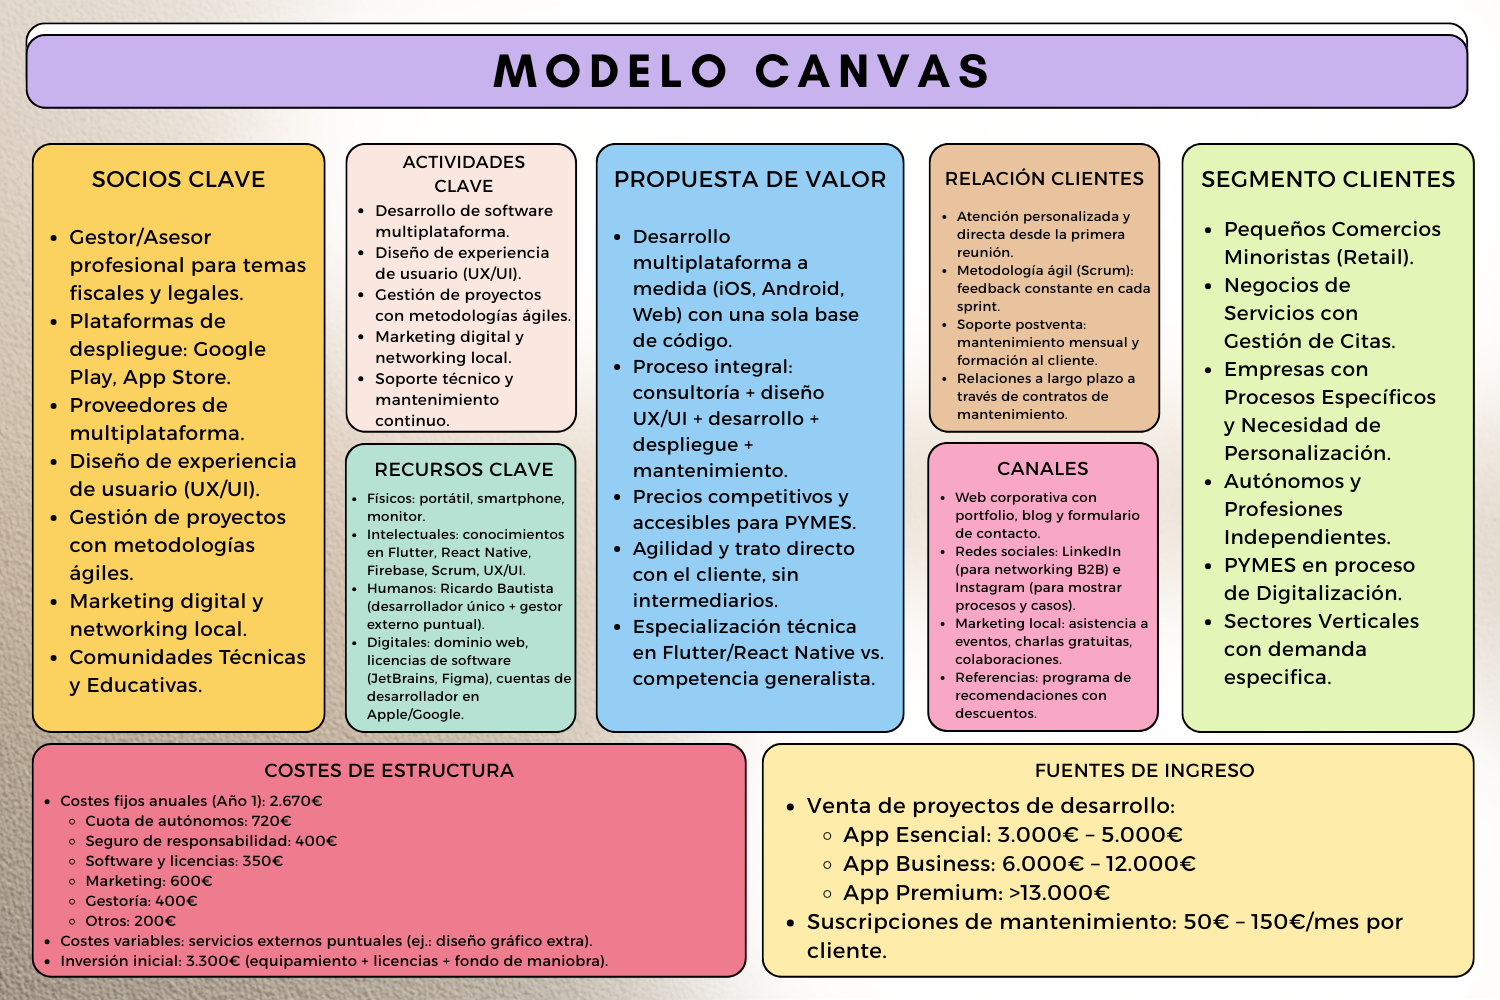 MODELO CANVAS
SOCIOS CLAVE
• Gestor/Asesor
profesional para temas
fiscales y legales.
• Plataformas de
despliegue: Google
Play, App Store.
• Proveedores de
multiplataforma.
• Diseño de experiencia
de usuario (UX/UI).
• Gestión de proyectos
con metodologías
ágiles.
• Marketing digital y
networking local.
• Comunidades Técnicas
y Educativas.
ACTIVIDADES
CLAVE
• Desarrollo de software
multiplataforma.
• Diseño de experiencia
de usuario (UX/UI).
• Gestión de proyectos
con metodologías ágiles.
• Marketing digital y
networking local.
• Soporte técnico y
mantenimiento
continuo.
RECURSOS CLAVE
• Físicos: portátil, smartphone,
monitor.
• Intelectuales: conocimientos
en Flutter, React Native,
Firebase, Scrum, UX/UI.
• Humanos: Ricardo Bautista
(desarrollador único + gestor
externo puntual).
• Digitales: dominio web,
licencias de software
(JetBrains, Figma), cuentas de
desarrollador en
Apple/Google.
PROPUESTA DE VALOR
• Desarrollo
multiplataforma a
medida (iOS, Android,
Web) con una sola base
de código.
• Proceso integral:
consultoría + diseño
UX/UI + desarrollo +
despliegue +
mantenimiento.
• Precios competitivos y
accesibles para PYMES.
• Agilidad y trato directo
con el cliente, sin
intermediarios.
• Especialización técnica
en Flutter/React Native vs.
competencia generalista.
RELACIÓN CLIENTES
• Atención personalizada y
directa desde la primera
reunión.
• Metodología ágil (Scrum):
feedback constante en cada
sprint.
• Soporte postventa:
mantenimiento mensual y
formación al cliente.
• Relaciones a largo plazo a
través de contratos de
mantenimiento.
CANALES
• Web corporativa con
portfolio, blog y formulario
de contacto.
• Redes sociales: LinkedIn
(para networking B2B) e
Instagram (para mostrar
procesos y casos).
• Marketing local: asistencia a
eventos, charlas gratuitas,
colaboraciones.
• Referencias: programa de
recomendaciones con
descuentos.
SEGMENTO CLIENTES
• Pequeños Comercios
Minoristas (Retail).
• Negocios de
Servicios con
Gestión de Citas.
• Empresas con
Procesos Específicos
y Necesidad de
Personalización.
• Autónomos y
Profesiones
Independientes.
• PYMES en proceso
de Digitalización.
• Sectores Verticales
con demanda
especifica.
COSTES DE ESTRUCTURA
• Costes fijos anuales (Año 1): 2.670€
◦ Cuota de autónomos: 720€
◦ Seguro de responsabilidad: 400€
◦ Software y licencias: 350€
◦ Marketing: 600€
◦ Gestoría: 400€
◦ Otros: 200€
• Costes variables: servicios externos puntuales (ej.: diseño gráfico extra).
• Inversión inicial: 3.300€ (equipamiento + licencias + fondo de maniobra).
FUENTES DE INGRESO
• Venta de proyectos de desarrollo:
◦ App Esencial: 3.000€ – 5.000€
◦ App Business: 6.000€ – 12.000€
◦ App Premium: >13.000€
• Suscripciones de mantenimiento: 50€ – 150€/mes por
cliente.